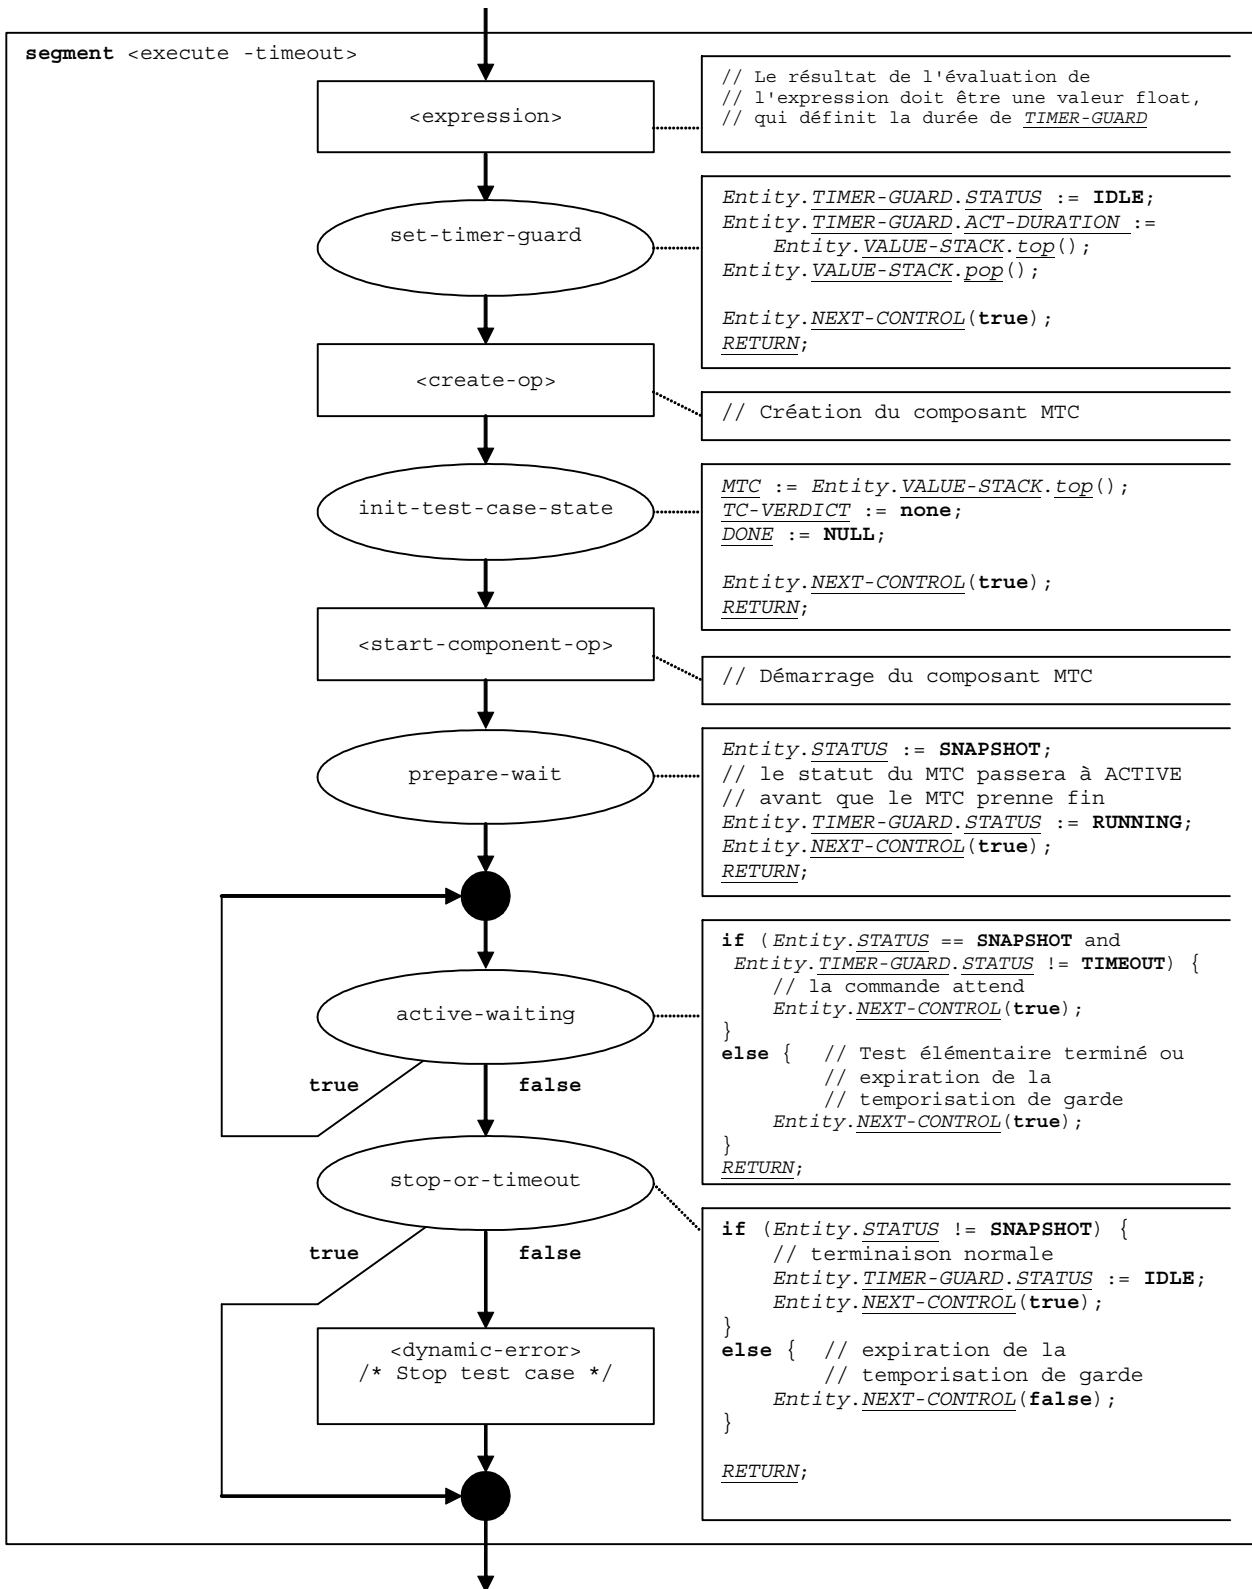 segment <execute -timeout>
<expression>
// Le résultat de l'évaluation de
// l'expression doit être une valeur float,
// qui définit la durée de TIMER-GUARD
set-timer-guard
Entity.TIMER-GUARD.STATUS := IDLE;
Entity.TIMER-GUARD.ACT-DURATION :=
Entity.VALUE-STACK.top();
Entity.VALUE-STACK.pop();
Entity.NEXT-CONTROL(true);
RETURN;
<create-op>
// Création du composant MTC
init-test-case-state
MTC := Entity.VALUE-STACK.top();
TC-VERDICT := none;
DONE := NULL;
Entity.NEXT-CONTROL(true);
RETURN;
<start-component-op>
// Démarrage du composant MTC
prepare-wait
Entity.STATUS := SNAPSHOT;
// le statut du MTC passera à ACTIVE
// avant que le MTC prenne fin
Entity.TIMER-GUARD.STATUS := RUNNING;
Entity.NEXT-CONTROL(true);
RETURN;
active-waiting
true
false
if (Entity.STATUS == SNAPSHOT and
Entity.TIMER-GUARD.STATUS != TIMEOUT) {
// la commande attend
Entity.NEXT-CONTROL(true);
}
else { // Test élémentaire terminé ou
// expiration de la
// temporisation de garde
Entity.NEXT-CONTROL(true);
}
RETURN;
stop-or-timeout
true
false
if (Entity.STATUS != SNAPSHOT) {
// terminaison normale
Entity.TIMER-GUARD.STATUS := IDLE;
Entity.NEXT-CONTROL(true);
}
else { // expiration de la
// temporisation de garde
Entity.NEXT-CONTROL(false);
}
RETURN;
<dynamic-error>
/* Stop test case */